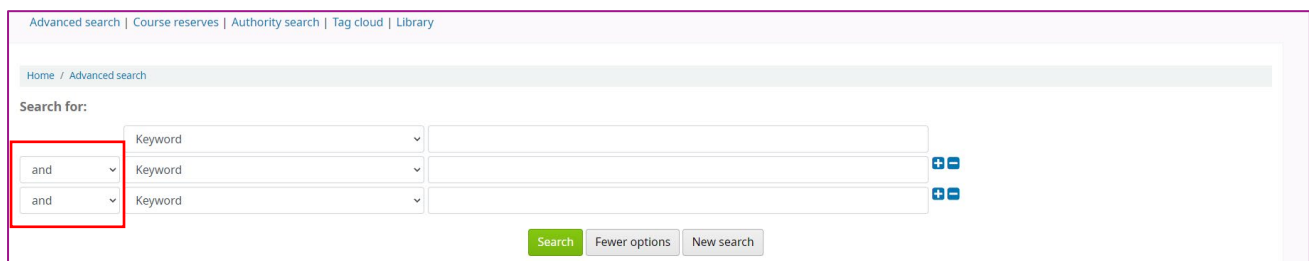 Advanced search | Course reserves | Authority search | Tag cloud | Library
Home / Advanced search
Search for:
Keyword
and Keyword
and Keyword
Search Fewer options New search